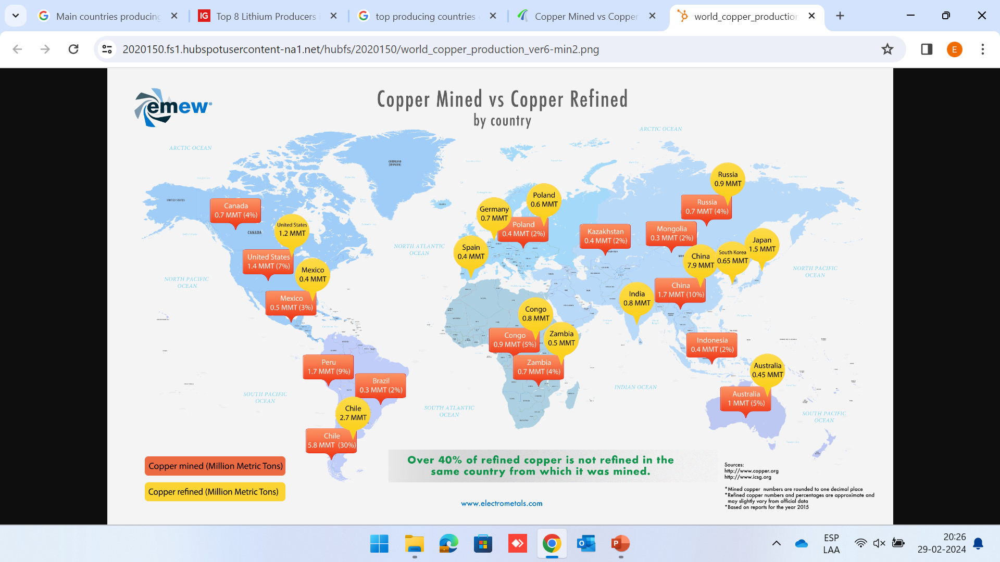 Main countries producing
IG Top 8 Lithium Producers
top producing countries
Copper Mined vs Copper
world_copper_production
2020150.fs1.hubspotusercontent-na1.net/hubfs/2020150/world_copper_production_ver6-min2.png
E
emew®
Copper Mined vs Copper Refined
by country
ARCTIC OCEAN
ARCTIC OCEAN
GREENLAND
(DENMARK)
UNITED STATES
CANADA
ICELAND
Canada
0.7 MMT (4%)
United States
1.2 MMT
United States
1.4 MMT (7%)
Mexico
0.4 MMT
Mexico
0.5 MMT (3%)
NORTH PACIFIC
OCEAN
NORTH ATLANTIC
OCEAN
Germany
0.7 MMT
Poland
0.6 MMT
Poland
0.4 MMT (2%)
Spain
0.4 MMT
Kazakhstan
0.4 MMT (2%)
Russia
0.9 MMT
Russia
0.7 MMT (4%)
Mongolia
0.3 MMT (2%)
China
7.9 MMT
South Korea
0.65 MMT
Japan
1.5 MMT
China
1.7 MMT (10%)
India
0.8 MMT
NORTH PACIFIC
OCEAN
Congo
0.8 MMT
Congo
0.9 MMT (5%)
Zambia
0.5 MMT
Zambia
0.7 MMT (4%)
Indonesia
0.4 MMT (2%)
Australia
0.45 MMT
Australia
1 MMT (5%)
Peru
1.7 MMT (9%)
Brazil
0.3 MMT (2%)
Chile
2.7 MMT
Chile
5.8 MMT (30%)
SOUTH PACIFIC
OCEAN
SOUTH ATLANTIC
OCEAN
INDIAN OCEAN
SOUTH PACIFIC
OCEAN
Copper mined (Million Metric Tons)
Copper refined (Million Metric Tons)
Over 40% of refined copper is not refined in the
same country from which it was mined.
www.electrometals.com
Sources:
http://www.copper.org
http://www.icsg.org
*Mined copper numbers are rounded to one decimal place
*Refined copper numbers and percentages are approximate and
may slightly vary from official data
*Based on reports for the year 2015
ESP
LAA
20:26
29-02-2024